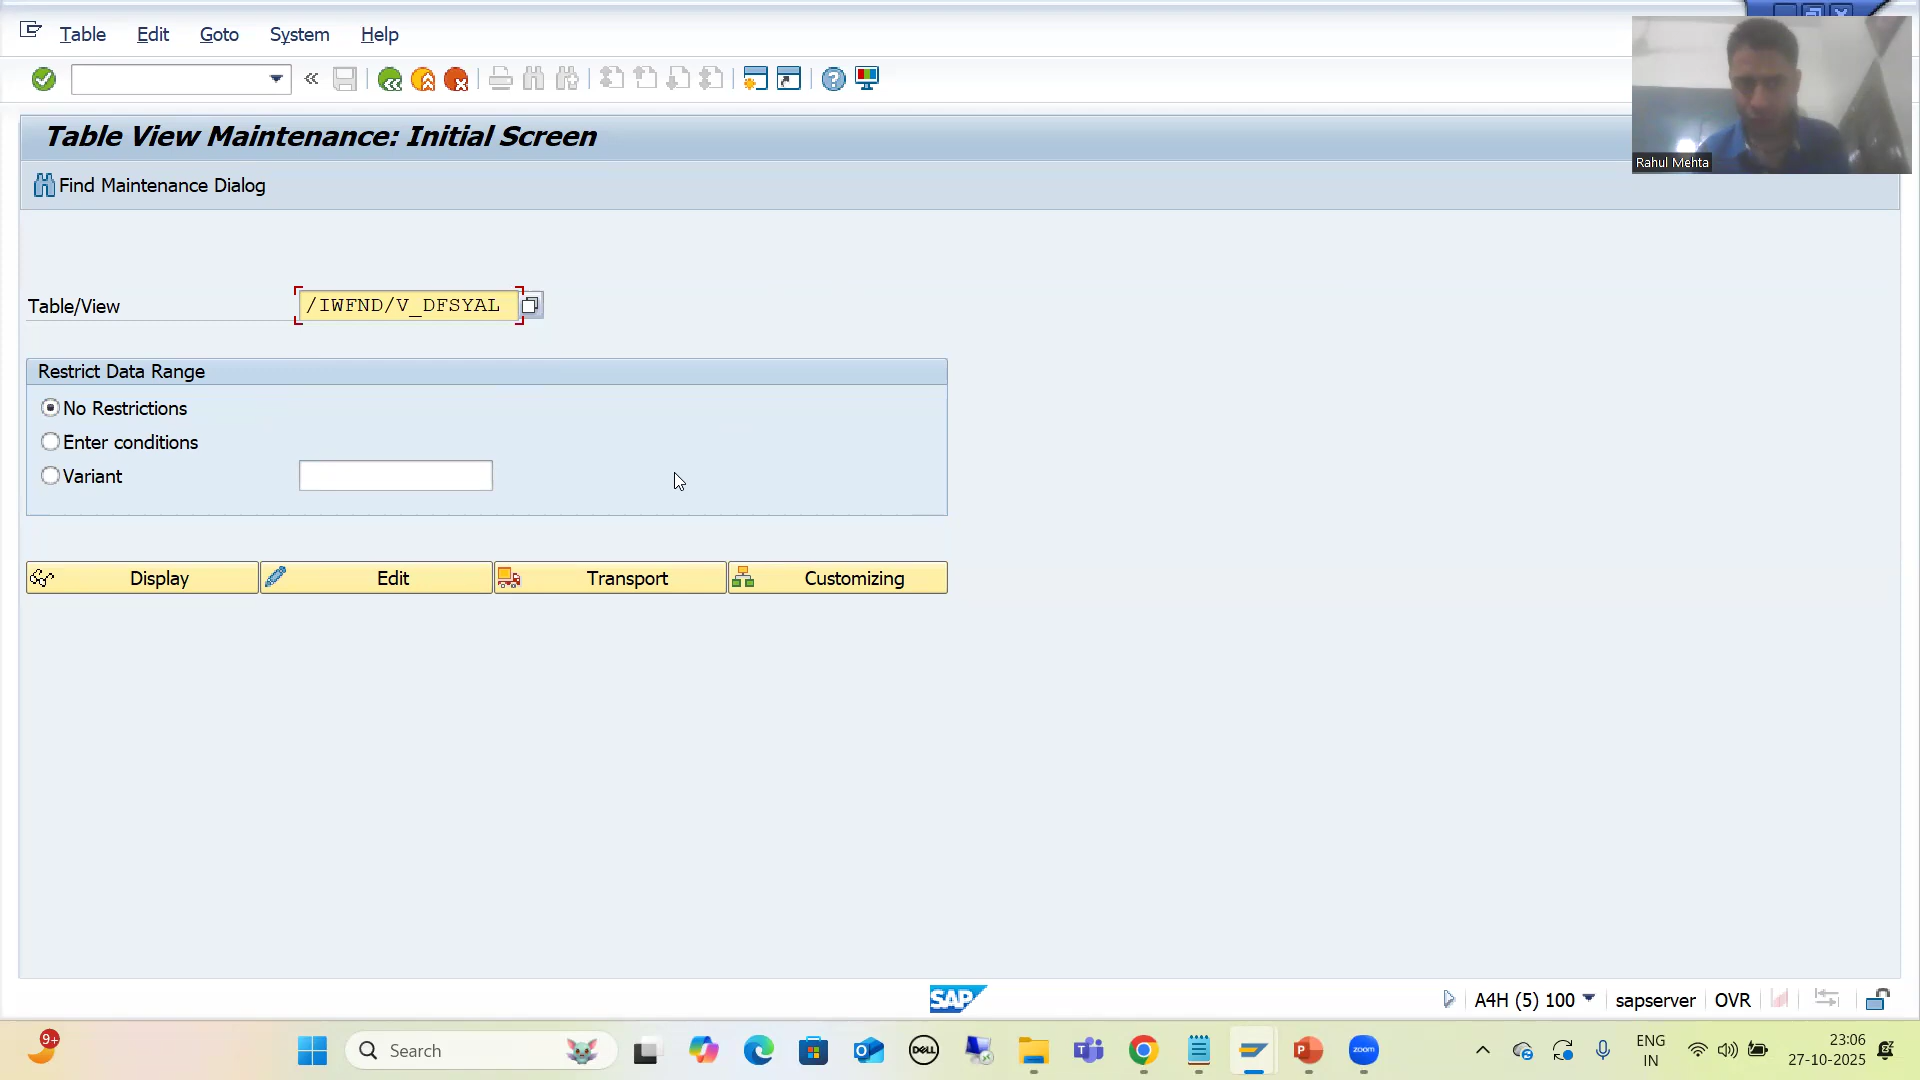 Table Edit Goto System Help
Rahul Mehta
Table View Maintenance: Initial Screen
Find Maintenance Dialog
Table/View /IWFND/V_DFSYAL
Restrict Data Range
No Restrictions
Enter conditions
Variant
Display Edit Transport Customizing
SAP
A4H (5) 100 sapserver OVR
9+
Search
DELL
zoom
ENG
IN
23:06
27-10-2025